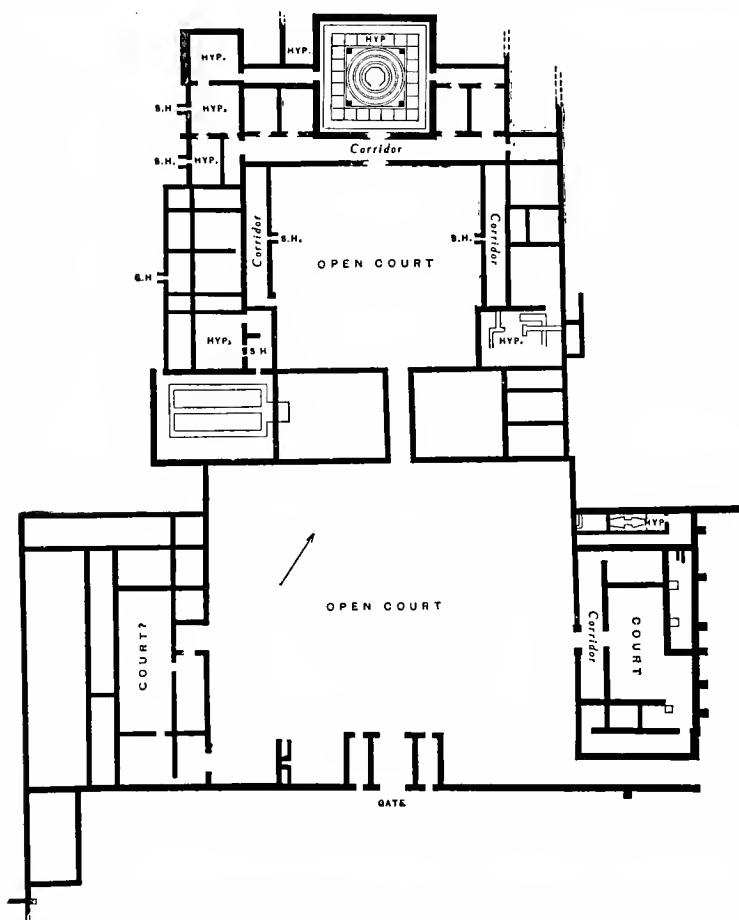 HYP.
HYP.
HYP
S.H
HYP.
Corridor
S.H.
HYP.
Corridor
S.H.
S.H.
Corridor
OPEN COURT
S.H
HYP.
S.H
HYP.
HYP
OPEN COURT
COURT?
Corridor
COURT
GATE